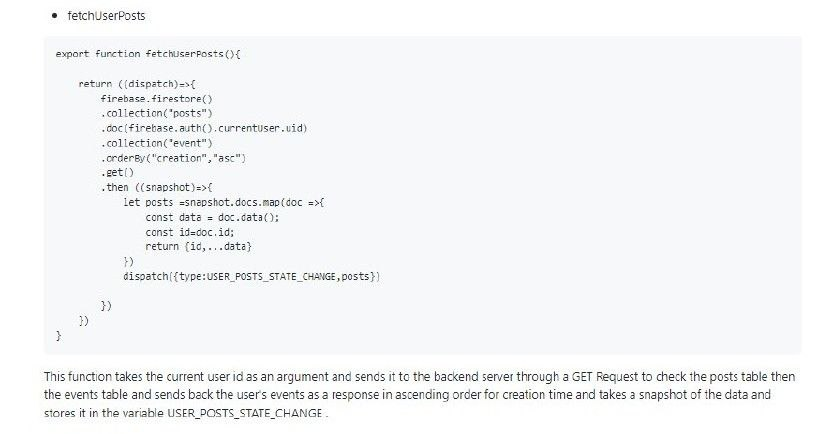 • fetchUserPosts
export function fetchUserPosts(){
return ((dispatch)=>{
firebase.firestore()
.collection("posts")
.doc(firebase.auth().currentUser.uid)
.collection("event")
.orderBy("creation","asc")
.get()
.then ((snapshot)=>{
let posts =snapshot.docs.map(doc =>{
const data = doc.data();
const id=doc.id;
return {id,...data}
})
dispatch({type:USER_POSTS_STATE_CHANGE,posts})
})
})
}
This function takes the current user id as an argument and sends it to the backend server through a GET Request to check the posts table then
the events table and sends back the user's events as a response in ascending order for creation time and takes a snapshot of the data and
stores it in the variable USER_POSTS_STATE_CHANGE .